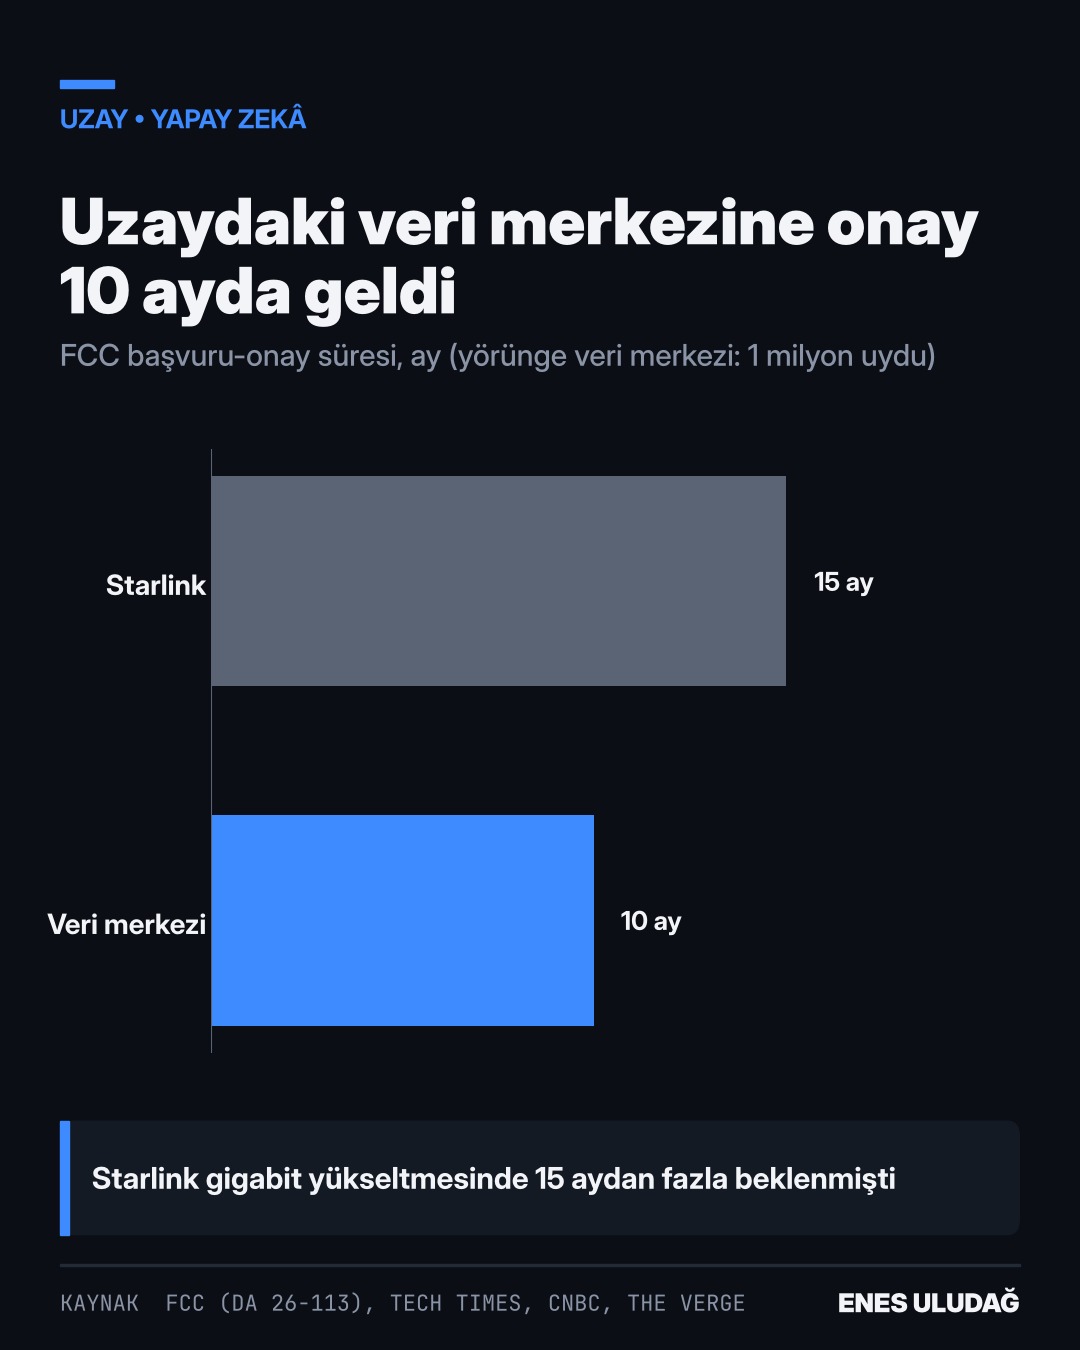 UZAY • YAPAY ZEKÂ
Uzaydaki veri merkezine onay
10 ayda geldi
FCC başvuru-onay süresi, ay (yörünge veri merkezi: 1 milyon uydu)
Starlink
15 ay
Veri merkezi
10 ay
Starlink gigabit yükseltmesinde 15 aydan fazla beklenmişti
KAYNAK FCC (DA 26-113), TECH TIMES, CNBC, THE VERGE
ENES ULUDAĞ